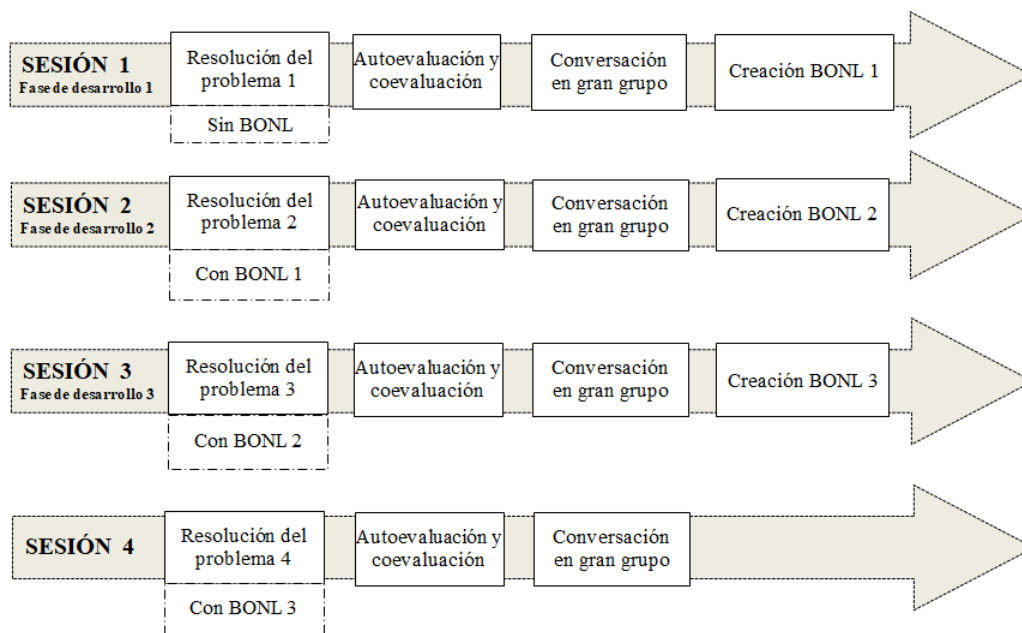 SESIÓN 1
Fase de desarrollo 1
Resolución del
problema 1
Sin BONL
Autoevaluación y
coevaluación
Conversación
en gran grupo
Creación BONL 1
SESIÓN 2
Fase de desarrollo 2
Resolución del
problema 2
Con BONL 1
Autoevaluación y
coevaluación
Conversación
en gran grupo
Creación BONL 2
SESIÓN 3
Fase de desarrollo 3
Resolución del
problema 3
Con BONL 2
Autoevaluación y
coevaluación
Conversación
en gran grupo
Creación BONL 3
SESIÓN 4
Resolución del
problema 4
Con BONL 3
Autoevaluación y
coevaluación
Conversación
en gran grupo